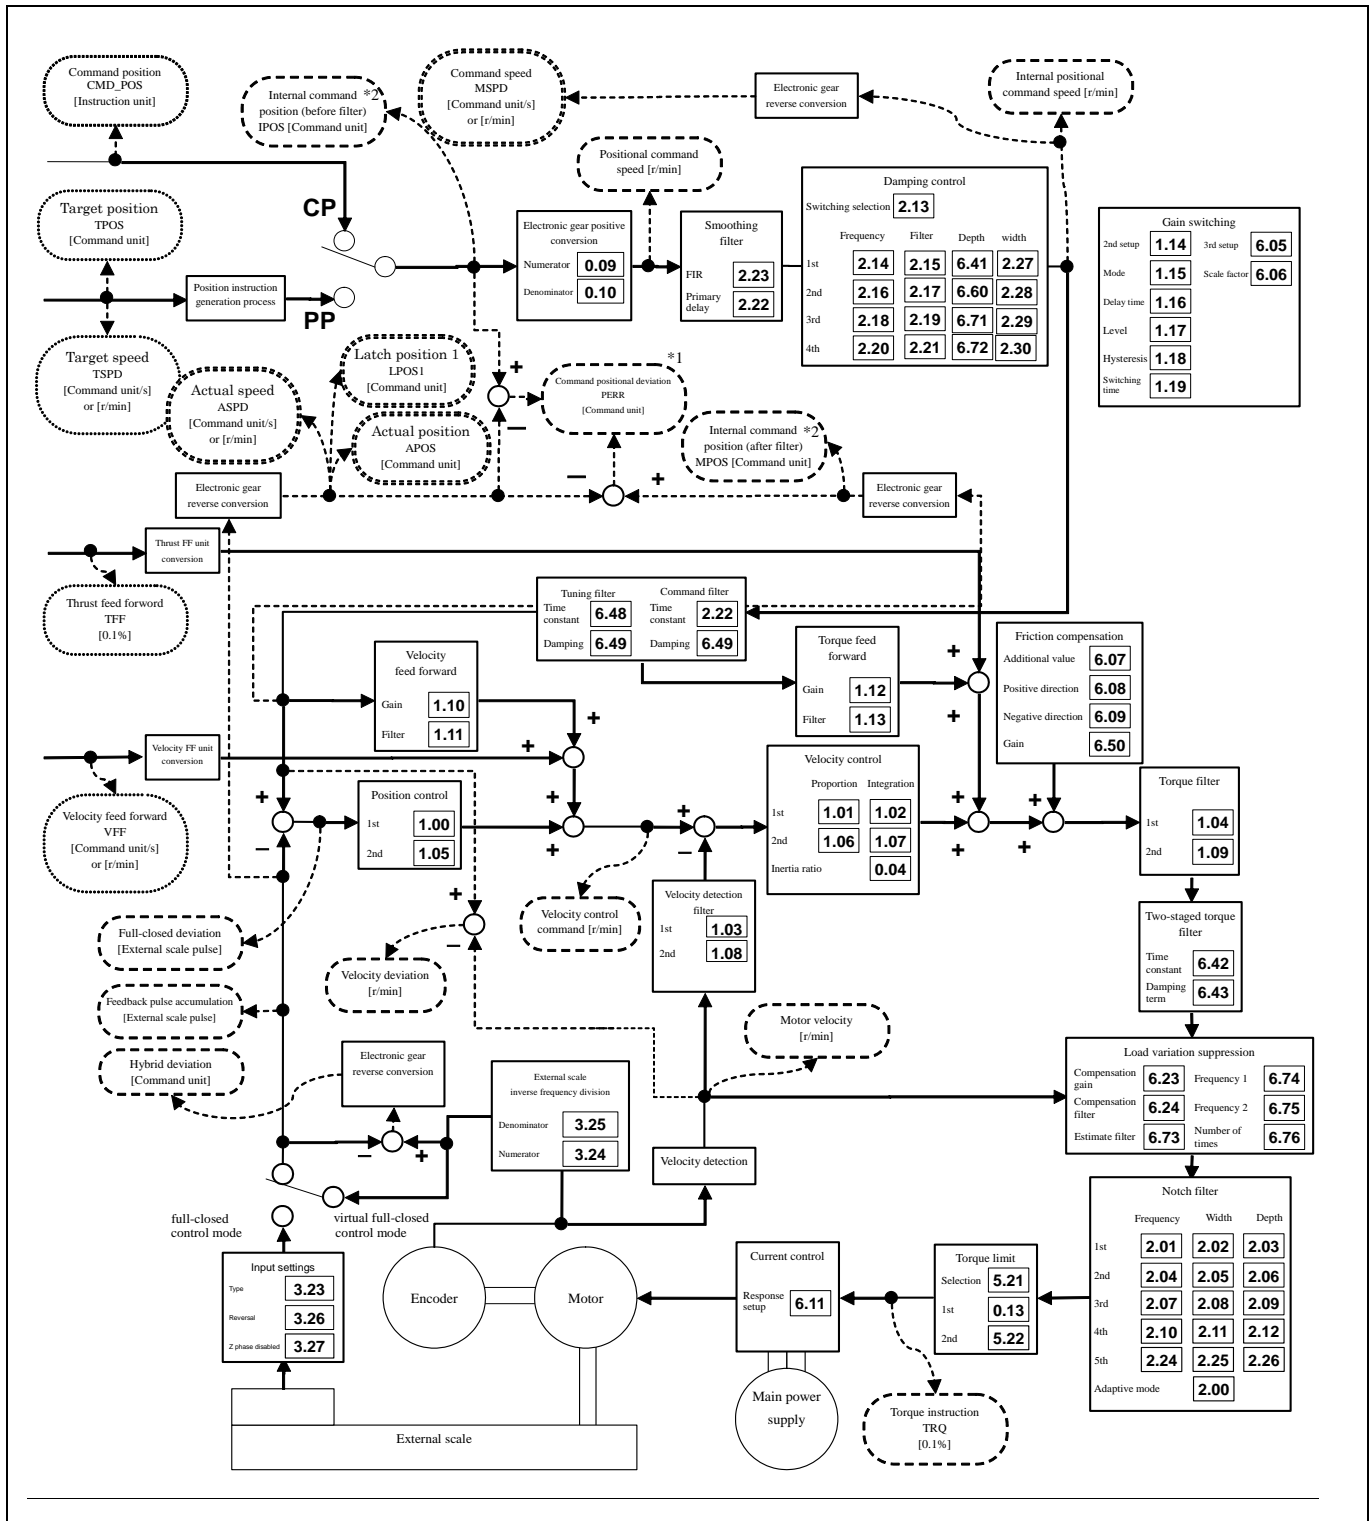 Command position
CMD_POS
[Instruction unit]
Internal command *2
position (before filter)
IPOS [Command unit]
Command speed
MSPD
[Command unit/s]
or [r/min]
Electronic gear
reverse conversion
Internal positional
command speed [r/min]
Positional command
speed [r/min]
Target position
TPOS
[Command unit]
CP
Position instruction
generation process
PP
Electronic gear positive
conversion
Numerator 0.09
Denominator 0.10
Smoothing
filter
FIR 2.23
Primary
delay 2.22
Damping control
Switching selection 2.13
Frequency Filter Depth width
1st 2.14 2.15 6.41 2.27
2nd 2.16 2.17 6.60 2.28
3rd 2.18 2.19 6.71 2.29
4th 2.20 2.21 6.72 2.30
Gain switching
2nd setup 1.14 3rd setup 6.05
Mode 1.15 Scale factor 6.06
Delay time 1.16
Level 1.17
Hysteresis 1.18
Switching
time 1.19
Target speed
TSPD
[Command unit/s]
or [r/min]
Actual speed
ASPD
[Command unit/s]
or [r/min]
Latch position 1
LPOS1
[Command unit]
Actual position
APOS
[Command unit]
+
−
*1
Command positional deviation
PERR
[Command unit]
Internal command *2
position (after filter)
MPOS [Command unit]
− +
Electronic gear
reverse conversion
Electronic gear
reverse conversion
Thrust FF unit
conversion
Thrust feed forword
TFF
[0.1%]
Tuning filter Command filter
Time
constant 6.48 Time
constant 2.22
Damping 6.49 Damping 6.49
Velocity
feed forward
Gain 1.10
Filter 1.11
Torque feed
forward
Gain 1.12
Filter 1.13
+
+
Friction compensation
Additional value 6.07
Positive direction 6.08
Negative direction 6.09
Gain 6.50
Velocity FF unit
conversion
Velocity feed forward
VFF
[Command unit/s]
or [r/min]
+
+
+
−
Position control
1st 1.00
2nd 1.05
+
+
+
−
Velocity control
Proportion Integration
1st 1.01 1.02
2nd 1.06 1.07
Inertia ratio 0.04
+
+
+
+
Torque filter
1st 1.04
2nd 1.09
Velocity detection
filter
1st 1.03
2nd 1.08
Two-staged torque
filter
Time
constant 6.42
Damping
term 6.43
Full-closed deviation
[External scale pulse]
+
−
Velocity deviation
[r/min]
Velocity control
command [r/min]
Feedback pulse accumulation
[External scale pulse]
Motor velocity
[r/min]
Hybrid deviation
[Command unit]
Electronic gear
reverse conversion
External scale
inverse frequency division
Denominator 3.25
Numerator 3.24
− +
Velocity detection
Load variation suppression
Compensation
gain 6.23 Frequency 1 6.74
Compensation
filter 6.24 Frequency 2 6.75
Estimate filter 6.73 Number of
times 6.76
full-closed
control mode
virtual full-closed
control mode
Notch filter
Frequency Width Depth
1st 2.01 2.02 2.03
2nd 2.04 2.05 2.06
3rd 2.07 2.08 2.09
4th 2.10 2.11 2.12
5th 2.24 2.25 2.26
Adaptive mode 2.00
Input settings
Type 3.23
Reversal 3.26
Z phase disabled 3.27
Encoder
Motor
Current control
Response
setup 6.11
Torque limit
Selection 5.21
1st 0.13
2nd 5.22
Main power
supply
Torque instruction
TRQ
[0.1%]
External scale